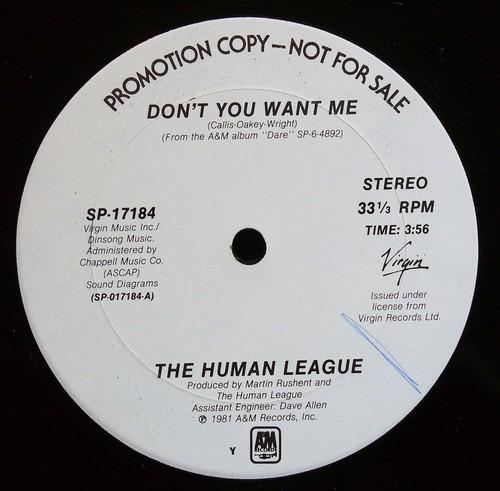 PROMOTION COPY—NOT FOR SALE
DON'T YOU WANT ME
(Callis-Oakey-Wright)
(From the A&M album "Dare" SP-6-4892)
SP-17184
Virgin Music Inc./
Dinsong Music.
Administered by
Chappell Music Co.
(ASCAP)
Sound Diagrams
(SP-017184-A)
STEREO
33 1/3 RPM
TIME: 3:56
Virgin
Issued under
license from
Virgin Records Ltd.
THE HUMAN LEAGUE
Produced by Martin Rushent and
The Human League
Assistant Engineer: Dave Allen
℗ 1981 A&M Records, Inc.
Y
A&M
RECORDS